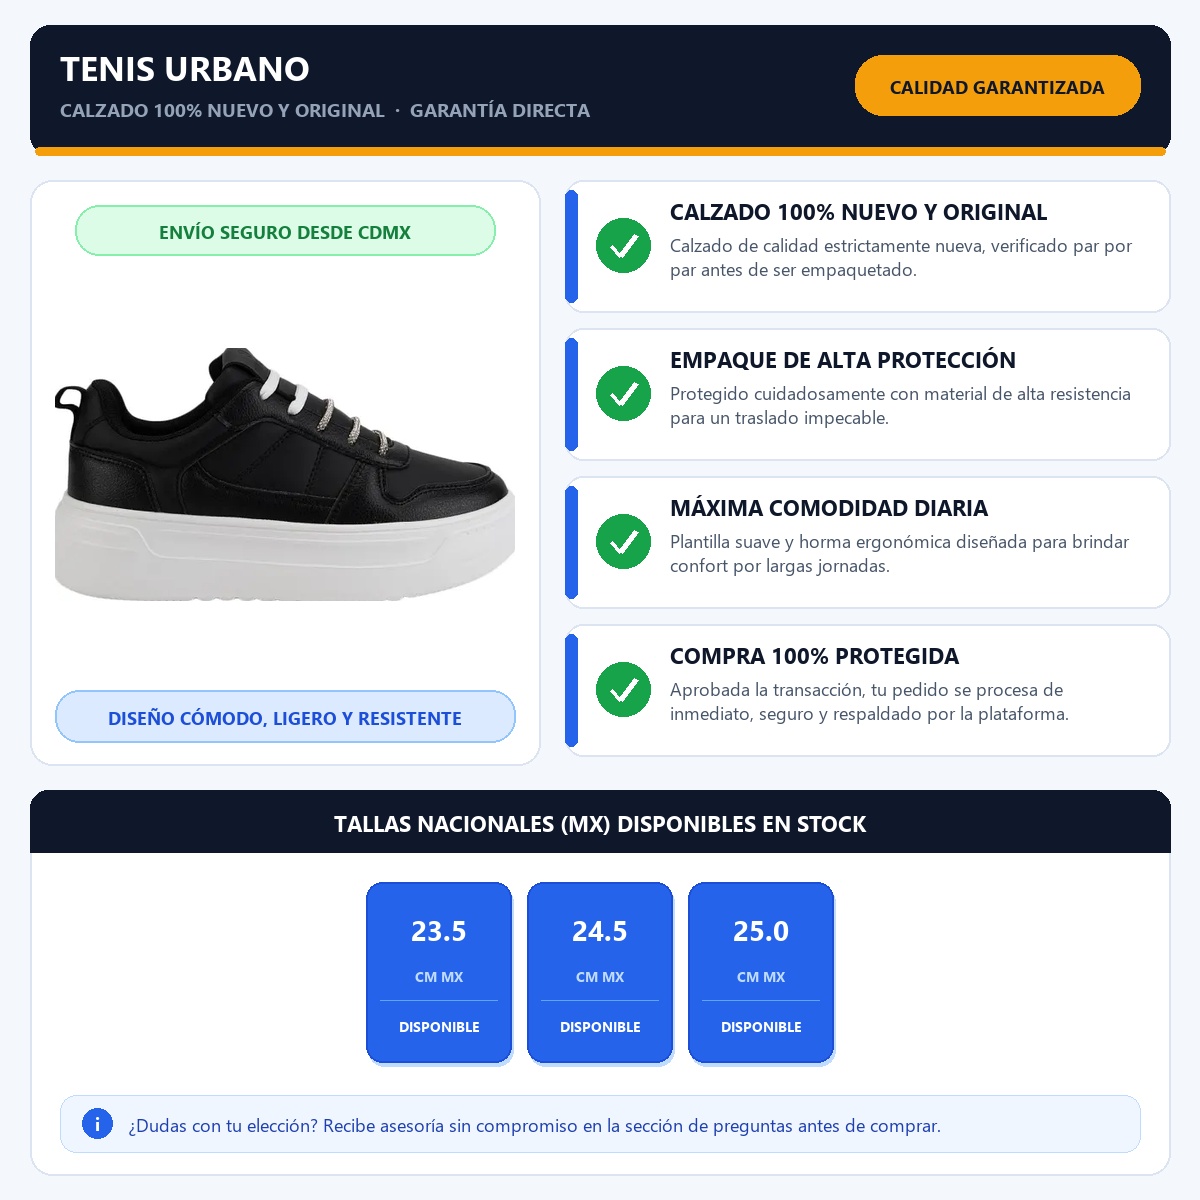 TENIS URBANO
CALZADO 100% NUEVO Y ORIGINAL · GARANTÍA DIRECTA
CALIDAD GARANTIZADA
ENVÍO SEGURO DESDE CDMX
DISEÑO CÓMODO, LIGERO Y RESISTENTE
CALZADO 100% NUEVO Y ORIGINAL
Calzado de calidad estrictamente nueva, verificado par por
par antes de ser empaquetado.
EMPAQUE DE ALTA PROTECCIÓN
Protegido cuidadosamente con material de alta resistencia
para un traslado impecable.
MÁXIMA COMODIDAD DIARIA
Plantilla suave y horma ergonómica diseñada para brindar
confort por largas jornadas.
COMPRA 100% PROTEGIDA
Aprobada la transacción, tu pedido se procesa de
inmediato, seguro y respaldado por la plataforma.
TALLAS NACIONALES (MX) DISPONIBLES EN STOCK
23.5
CM MX
DISPONIBLE
24.5
CM MX
DISPONIBLE
25.0
CM MX
DISPONIBLE
¿Dudas con tu elección? Recibe asesoría sin compromiso en la sección de preguntas antes de comprar.